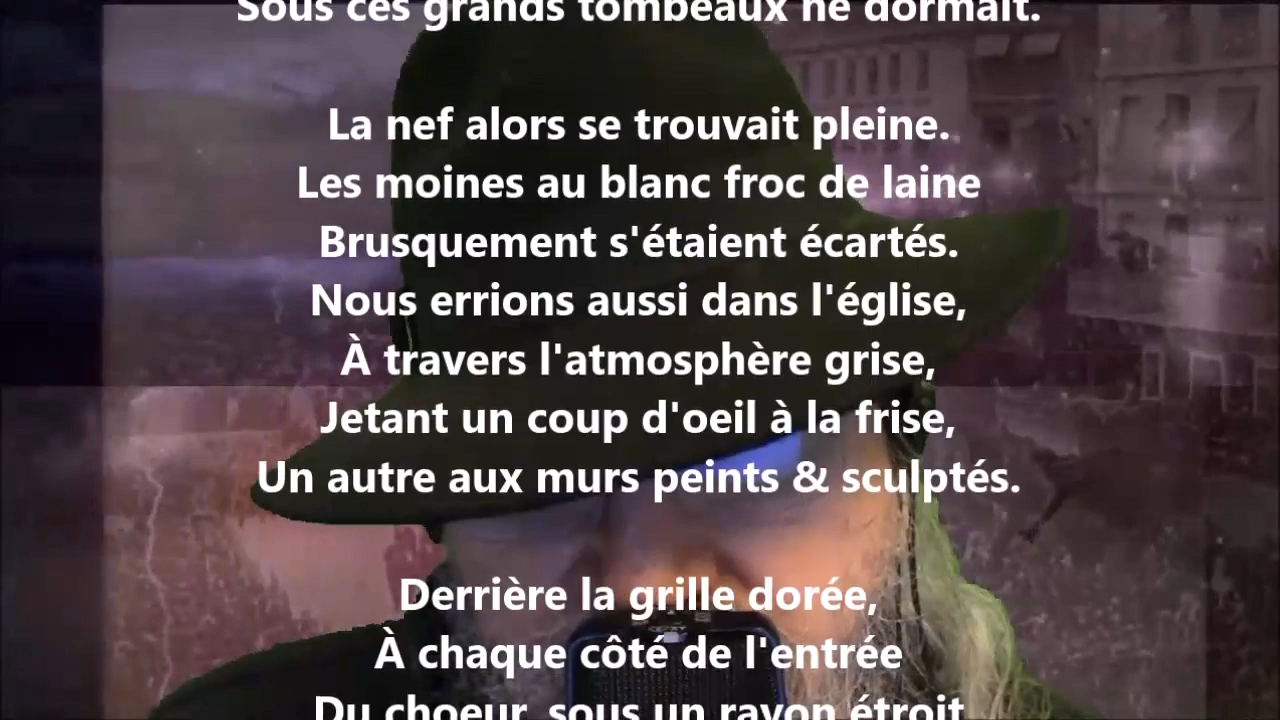 Sous ces grands tombeaux ne dormait.
La nef alors se trouvait pleine.
Les moines au blanc froc de laine
Brusquement s'étaient écartés.
Nous errions aussi dans l'église,
À travers l'atmosphère grise,
Jetant un coup d'oeil à la frise,
Un autre aux murs peints & sculptés.
Derrière la grille dorée,
À chaque côté de l'entrée
Du choeur, sous un rayon étroit